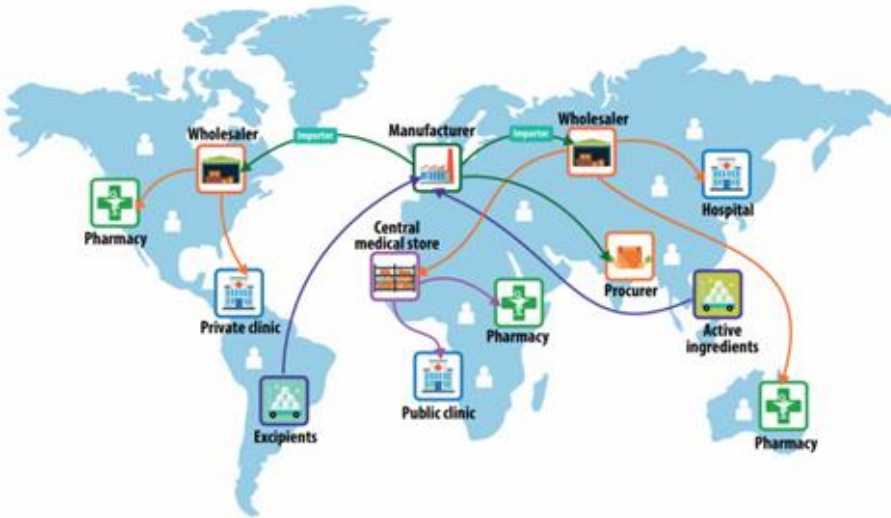 Wholesaler
Importer
Manufacturer
Importer
Wholesaler
Pharmacy
Hospital
Central
medical store
Procurer
Private clinic
Pharmacy
Active
ingredients
Public clinic
Excipients
Pharmacy